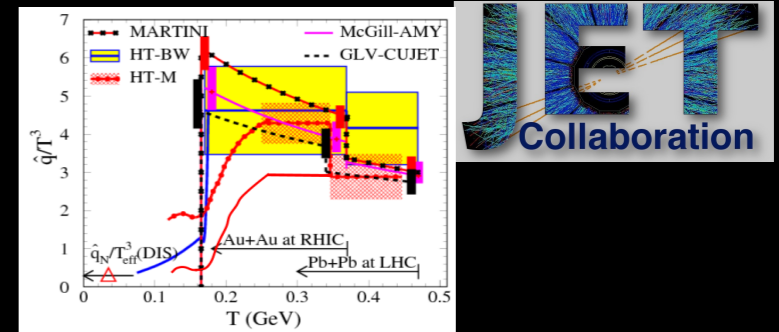 MARTINI
HT-BW
HT-M
McGill-AMY
GLV-CUJET
7
6
5
4
3
2
1
0
q̂/T³
q̂_N/T³_eff(DIS)
Au+Au at RHIC
Pb+Pb at LHC
0 0.1 0.2 0.3 0.4 0.5
T (GeV)
JET
Collaboration